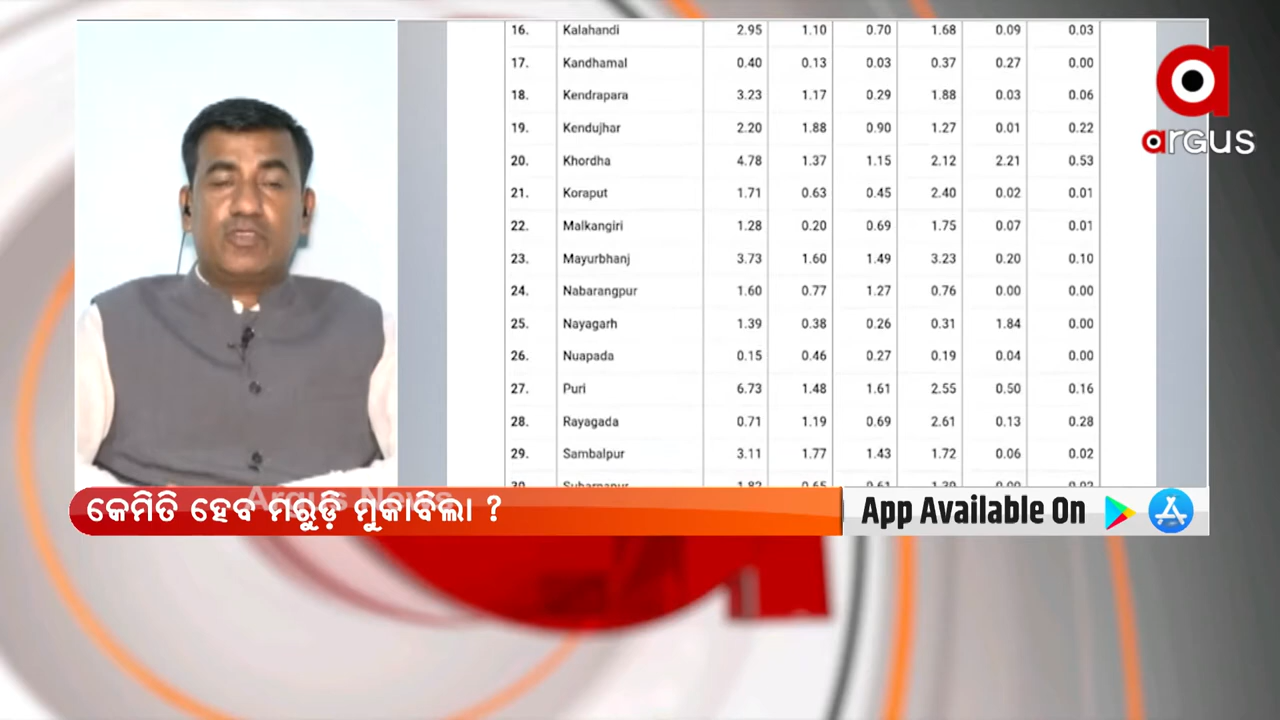 16. Kalahandi 2.95 1.10 0.70 1.68 0.09 0.03
17. Kandhamal 0.40 0.13 0.03 0.37 0.27 0.00
18. Kendrapara 3.23 1.17 0.29 1.88 0.03 0.06
19. Kendujhar 2.20 1.88 0.90 1.27 0.01 0.22
20. Khordha 4.78 1.37 1.15 2.12 2.21 0.53
21. Koraput 1.71 0.63 0.45 2.40 0.02 0.01
22. Malkangiri 1.28 0.20 0.69 1.75 0.07 0.01
23. Mayurbhanj 3.73 1.60 1.49 3.23 0.20 0.10
24. Nabarangpur 1.60 0.77 1.27 0.76 0.00 0.00
25. Nayagarh 1.39 0.38 0.26 0.31 1.84 0.00
26. Nuapada 0.15 0.46 0.27 0.19 0.04 0.00
27. Puri 6.73 1.48 1.61 2.55 0.50 0.16
28. Rayagada 0.71 1.19 0.69 2.61 0.13 0.28
29. Sambalpur 3.11 1.77 1.43 1.72 0.06 0.02
argus
Argus News
କେମିତି ହେବ ମରୁଡ଼ି ମୁକାବିଲା ?
App Available On